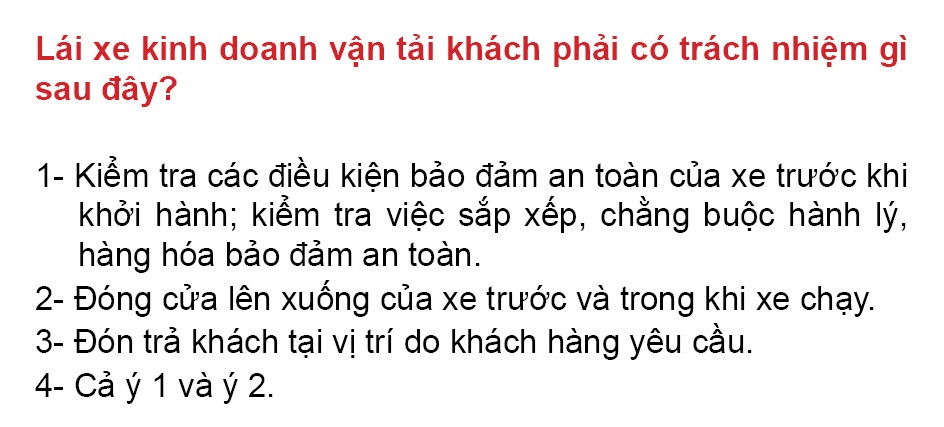 Lái xe kinh doanh vận tải khách phải có trách nhiệm gì
sau đây?
1- Kiểm tra các điều kiện bảo đảm an toàn của xe trước khi
khởi hành; kiểm tra việc sắp xếp, chằng buộc hành lý,
hàng hóa bảo đảm an toàn.
2- Đóng cửa lên xuống của xe trước và trong khi xe chạy.
3- Đón trả khách tại vị trí do khách hàng yêu cầu.
4- Cả ý 1 và ý 2.